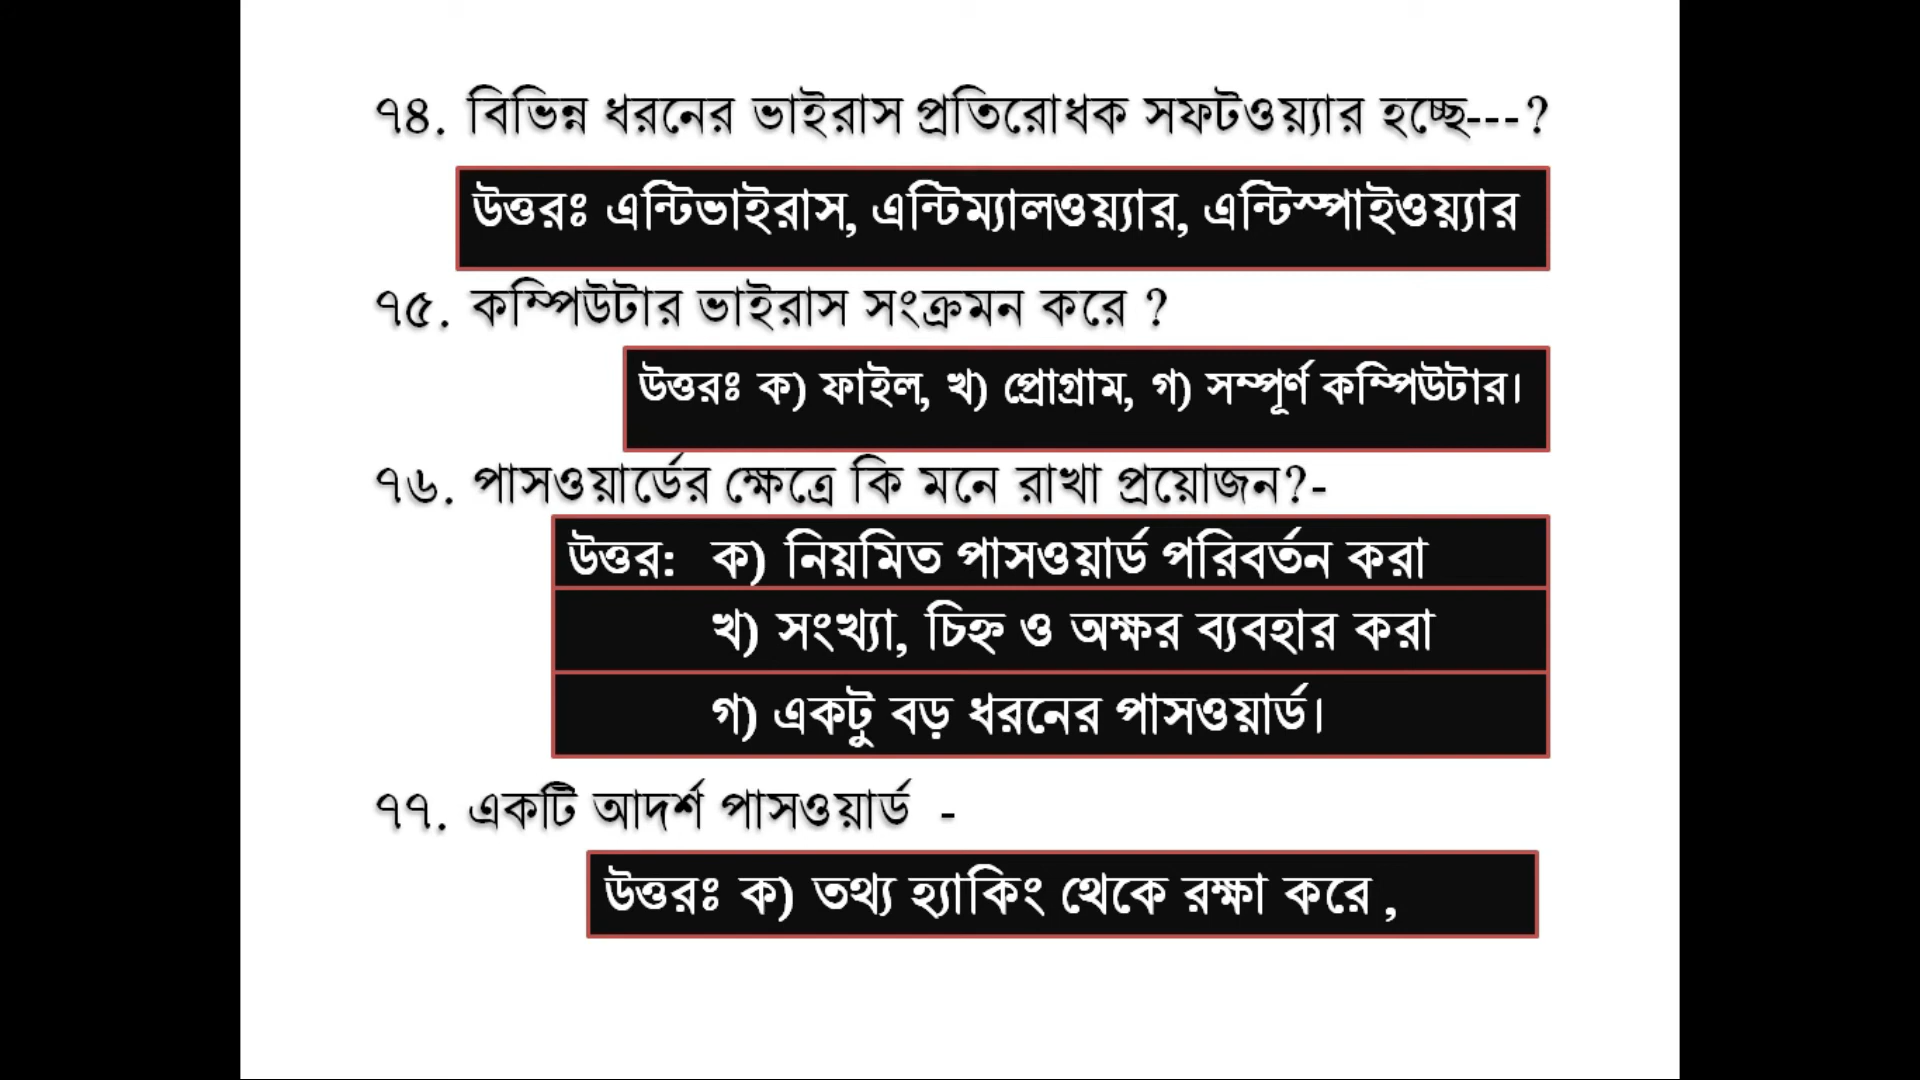 ৭৪. বিভিন্ন ধরনের ভাইরাস প্রতিরোধক সফটওয়্যার হচ্ছে---?
উত্তরঃ এন্টিভাইরাস, এন্টিম্যালওয়্যার, এন্টিস্পাইওয়্যার
৭৫. কম্পিউটার ভাইরাস সংক্রমন করে ?
উত্তরঃ ক) ফাইল, খ) প্রোগ্রাম, গ) সম্পূর্ণ কম্পিউটার।
৭৬. পাসওয়ার্ডের ক্ষেত্রে কি মনে রাখা প্রয়োজন?-
উত্তর: ক) নিয়মিত পাসওয়ার্ড পরিবর্তন করা
খ) সংখ্যা, চিহ্ন ও অক্ষর ব্যবহার করা
গ) একটু বড় ধরনের পাসওয়ার্ড।
৭৭. একটি আদর্শ পাসওয়ার্ড -
উত্তরঃ ক) তথ্য হ্যাকিং থেকে রক্ষা করে ,